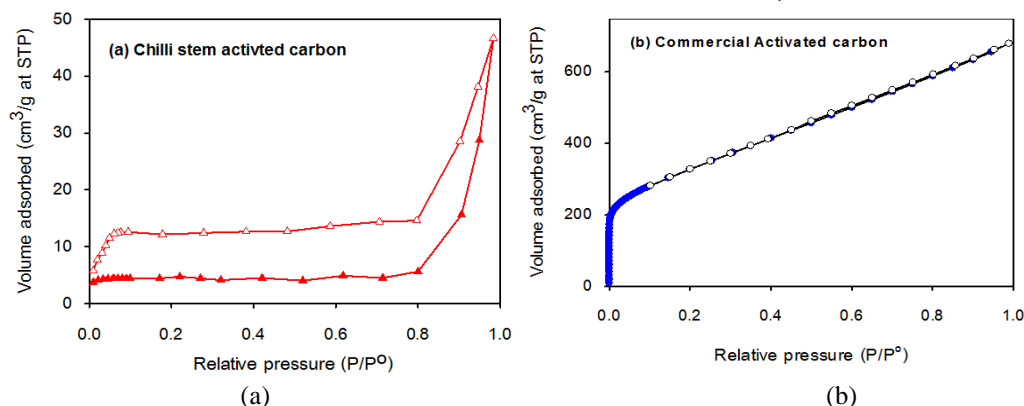 (a) Chilli stem activted carbon
Volume adsorbed (cm³/g at STP)
50
40
30
20
10
0
0.0 0.2 0.4 0.6 0.8 1.0
Relative pressure (P/P⁰)
(a)
(b) Commercial Activated carbon
Volume adsorbed (cm³/g at STP)
600
400
200
0
0.0 0.2 0.4 0.6 0.8 1.0
Relative pressure (P/P°)
(b)